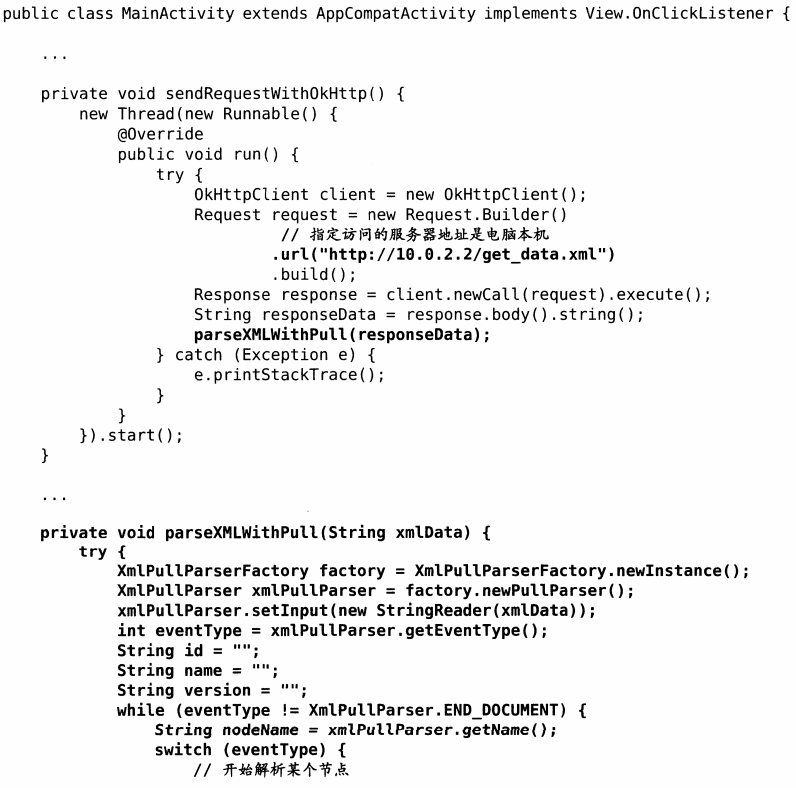 public class MainActivity extends AppCompatActivity implements View.OnClickListener {
    ...
    private void sendRequestWithOkHttp() {
        new Thread(new Runnable() {
            @Override
            public void run() {
                try {
                    OkHttpClient client = new OkHttpClient();
                    Request request = new Request.Builder()
                            // 指定访问的服务器地址是电脑本机
                            .url("http://10.0.2.2/get_data.xml")
                            .build();
                    Response response = client.newCall(request).execute();
                    String responseData = response.body().string();
                    parseXMLWithPull(responseData);
                } catch (Exception e) {
                    e.printStackTrace();
                }
            }
        }).start();
    }
    ...
    private void parseXMLWithPull(String xmlData) {
        try {
            XmlPullParserFactory factory = XmlPullParserFactory.newInstance();
            XmlPullParser xmlPullParser = factory.newPullParser();
            xmlPullParser.setInput(new StringReader(xmlData));
            int eventType = xmlPullParser.getEventType();
            String id = "";
            String name = "";
            String version = "";
            while (eventType != XmlPullParser.END_DOCUMENT) {
                String nodeName = xmlPullParser.getName();
                switch (eventType) {
                    // 开始解析某个节点